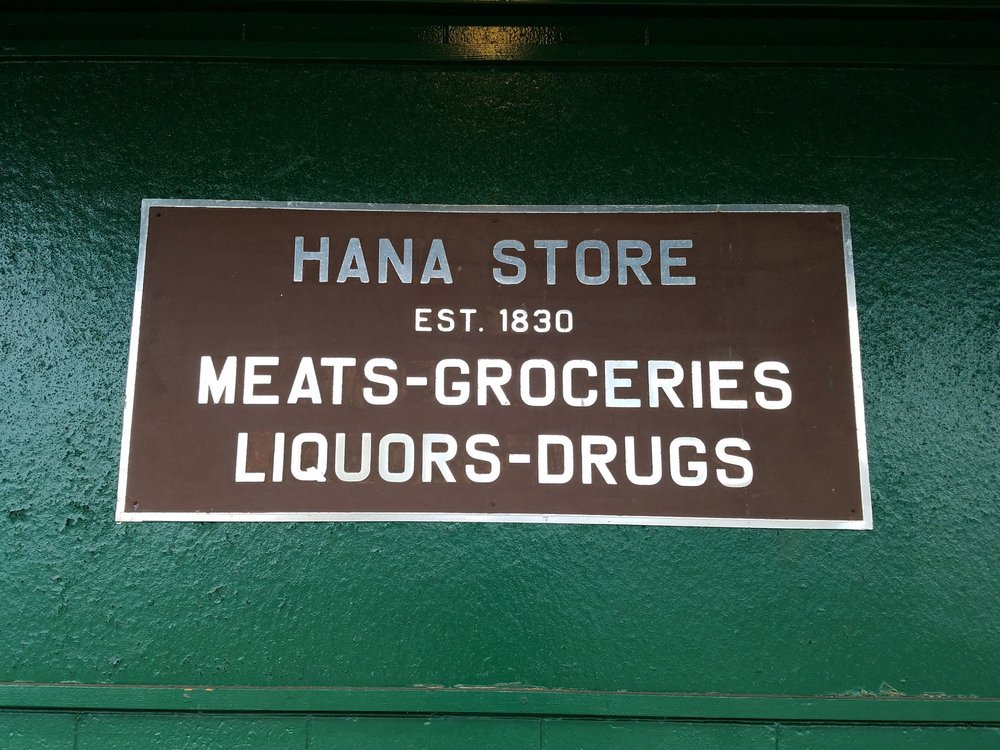 HANA STORE
EST. 1830
MEATS-GROCERIES
LIQUORS-DRUGS